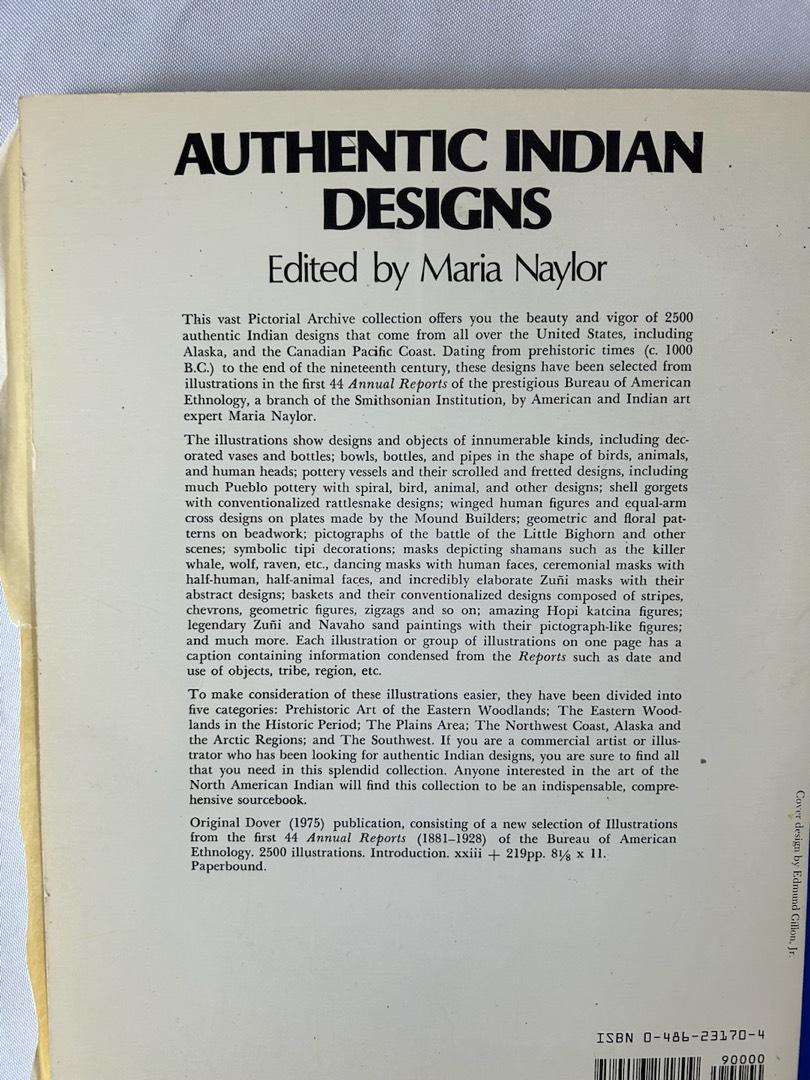 AUTHENTIC INDIAN
DESIGNS
Edited by Maria Naylor
This vast Pictorial Archive collection offers you the beauty and vigor of 2500
authentic Indian designs that come from all over the United States, including
Alaska, and the Canadian Pacific Coast. Dating from prehistoric times (c. 1000
B.C.) to the end of the nineteenth century, these designs have been selected from
illustrations in the first 44 Annual Reports of the prestigious Bureau of American
Ethnology, a branch of the Smithsonian Institution, by American and Indian art
expert Maria Naylor.
The illustrations show designs and objects of innumerable kinds, including dec-
orated vases and bottles; bowls, bottles, and pipes in the shape of birds, animals,
and human heads; pottery vessels and their scrolled and fretted designs, including
much Pueblo pottery with spiral, bird, animal, and other designs; shell gorgets
with conventionalized rattlesnake designs; winged human figures and equal-arm
cross designs on plates made by the Mound Builders; geometric and floral pat-
terns on beadwork; pictographs of the battle of the Little Bighorn and other
scenes; symbolic tipi decorations; masks depicting shamans such as the killer
whale, wolf, raven, etc., dancing masks with human faces, ceremonial masks with
half-human, half-animal faces, and incredibly elaborate Zuñi masks with their
abstract designs; baskets and their conventionalized designs composed of stripes,
chevrons, geometric figures, zigzags and so on; amazing Hopi katcina figures;
legendary Zuñi and Navaho sand paintings with their pictograph-like figures;
and much more. Each illustration or group of illustrations on one page has a
caption containing information condensed from the Reports such as date and
use of objects, tribe, region, etc.
To make consideration of these illustrations easier, they have been divided into
five categories: Prehistoric Art of the Eastern Woodlands; The Eastern Wood-
lands in the Historic Period; The Plains Area; The Northwest Coast, Alaska and
the Arctic Regions; and The Southwest. If you are a commercial artist or illus-
trator who has been looking for authentic Indian designs, you are sure to find all
that you need in this splendid collection. Anyone interested in the art of the
North American Indian will find this collection to be an indispensable, compre-
hensive sourcebook.
Original Dover (1975) publication, consisting of a new selection of Illustrations
from the first 44 Annual Reports (1881–1928) of the Bureau of American
Ethnology. 2500 illustrations. Introduction. xxiii + 219pp. 8⅛ x 11.
Paperbound.
Cover design by Edmund Gillon, Jr.
ISBN 0-486-23170-4
90000